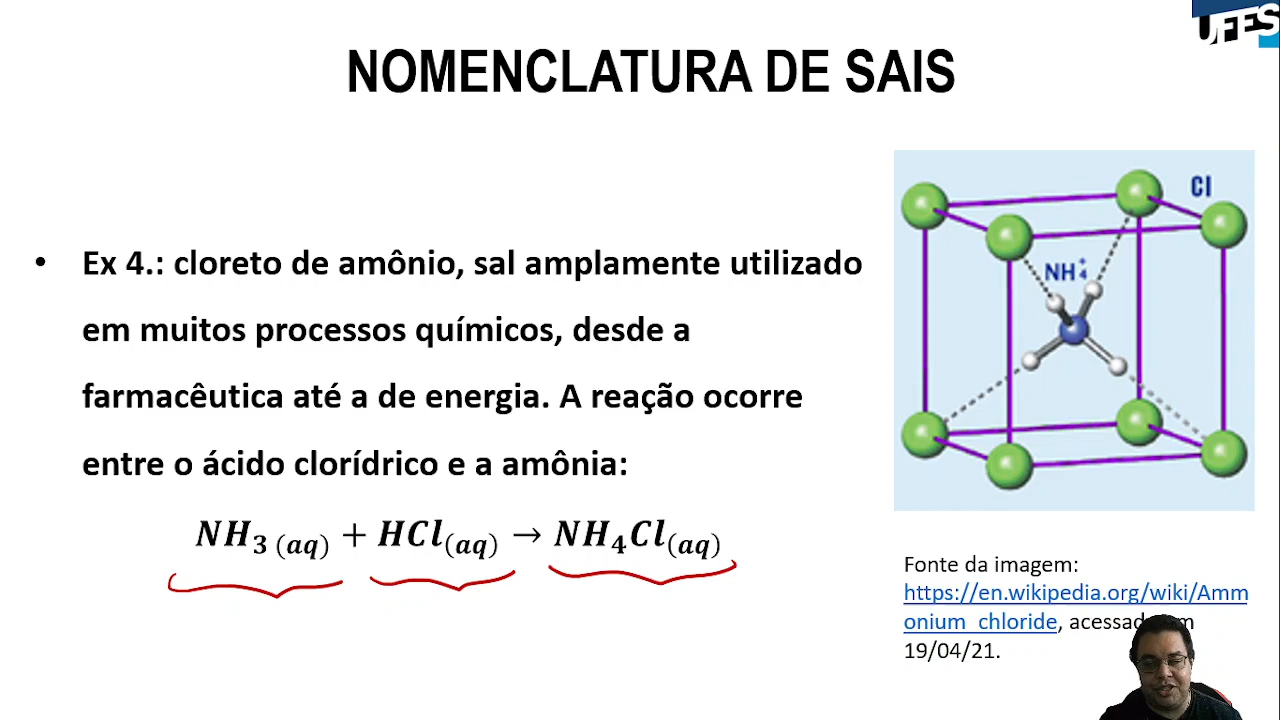 UFES
NOMENCLATURA DE SAIS
• Ex 4.: cloreto de amônio, sal amplamente utilizado
em muitos processos químicos, desde a
farmacêutica até a de energia. A reação ocorre
entre o ácido clorídrico e a amônia:
NH₃ (aq) + HCl(aq) → NH₄Cl(aq)
Cl
NH₄⁺
Fonte da imagem:
https://en.wikipedia.org/wiki/Amm
onium_chloride, acessado em
19/04/21.